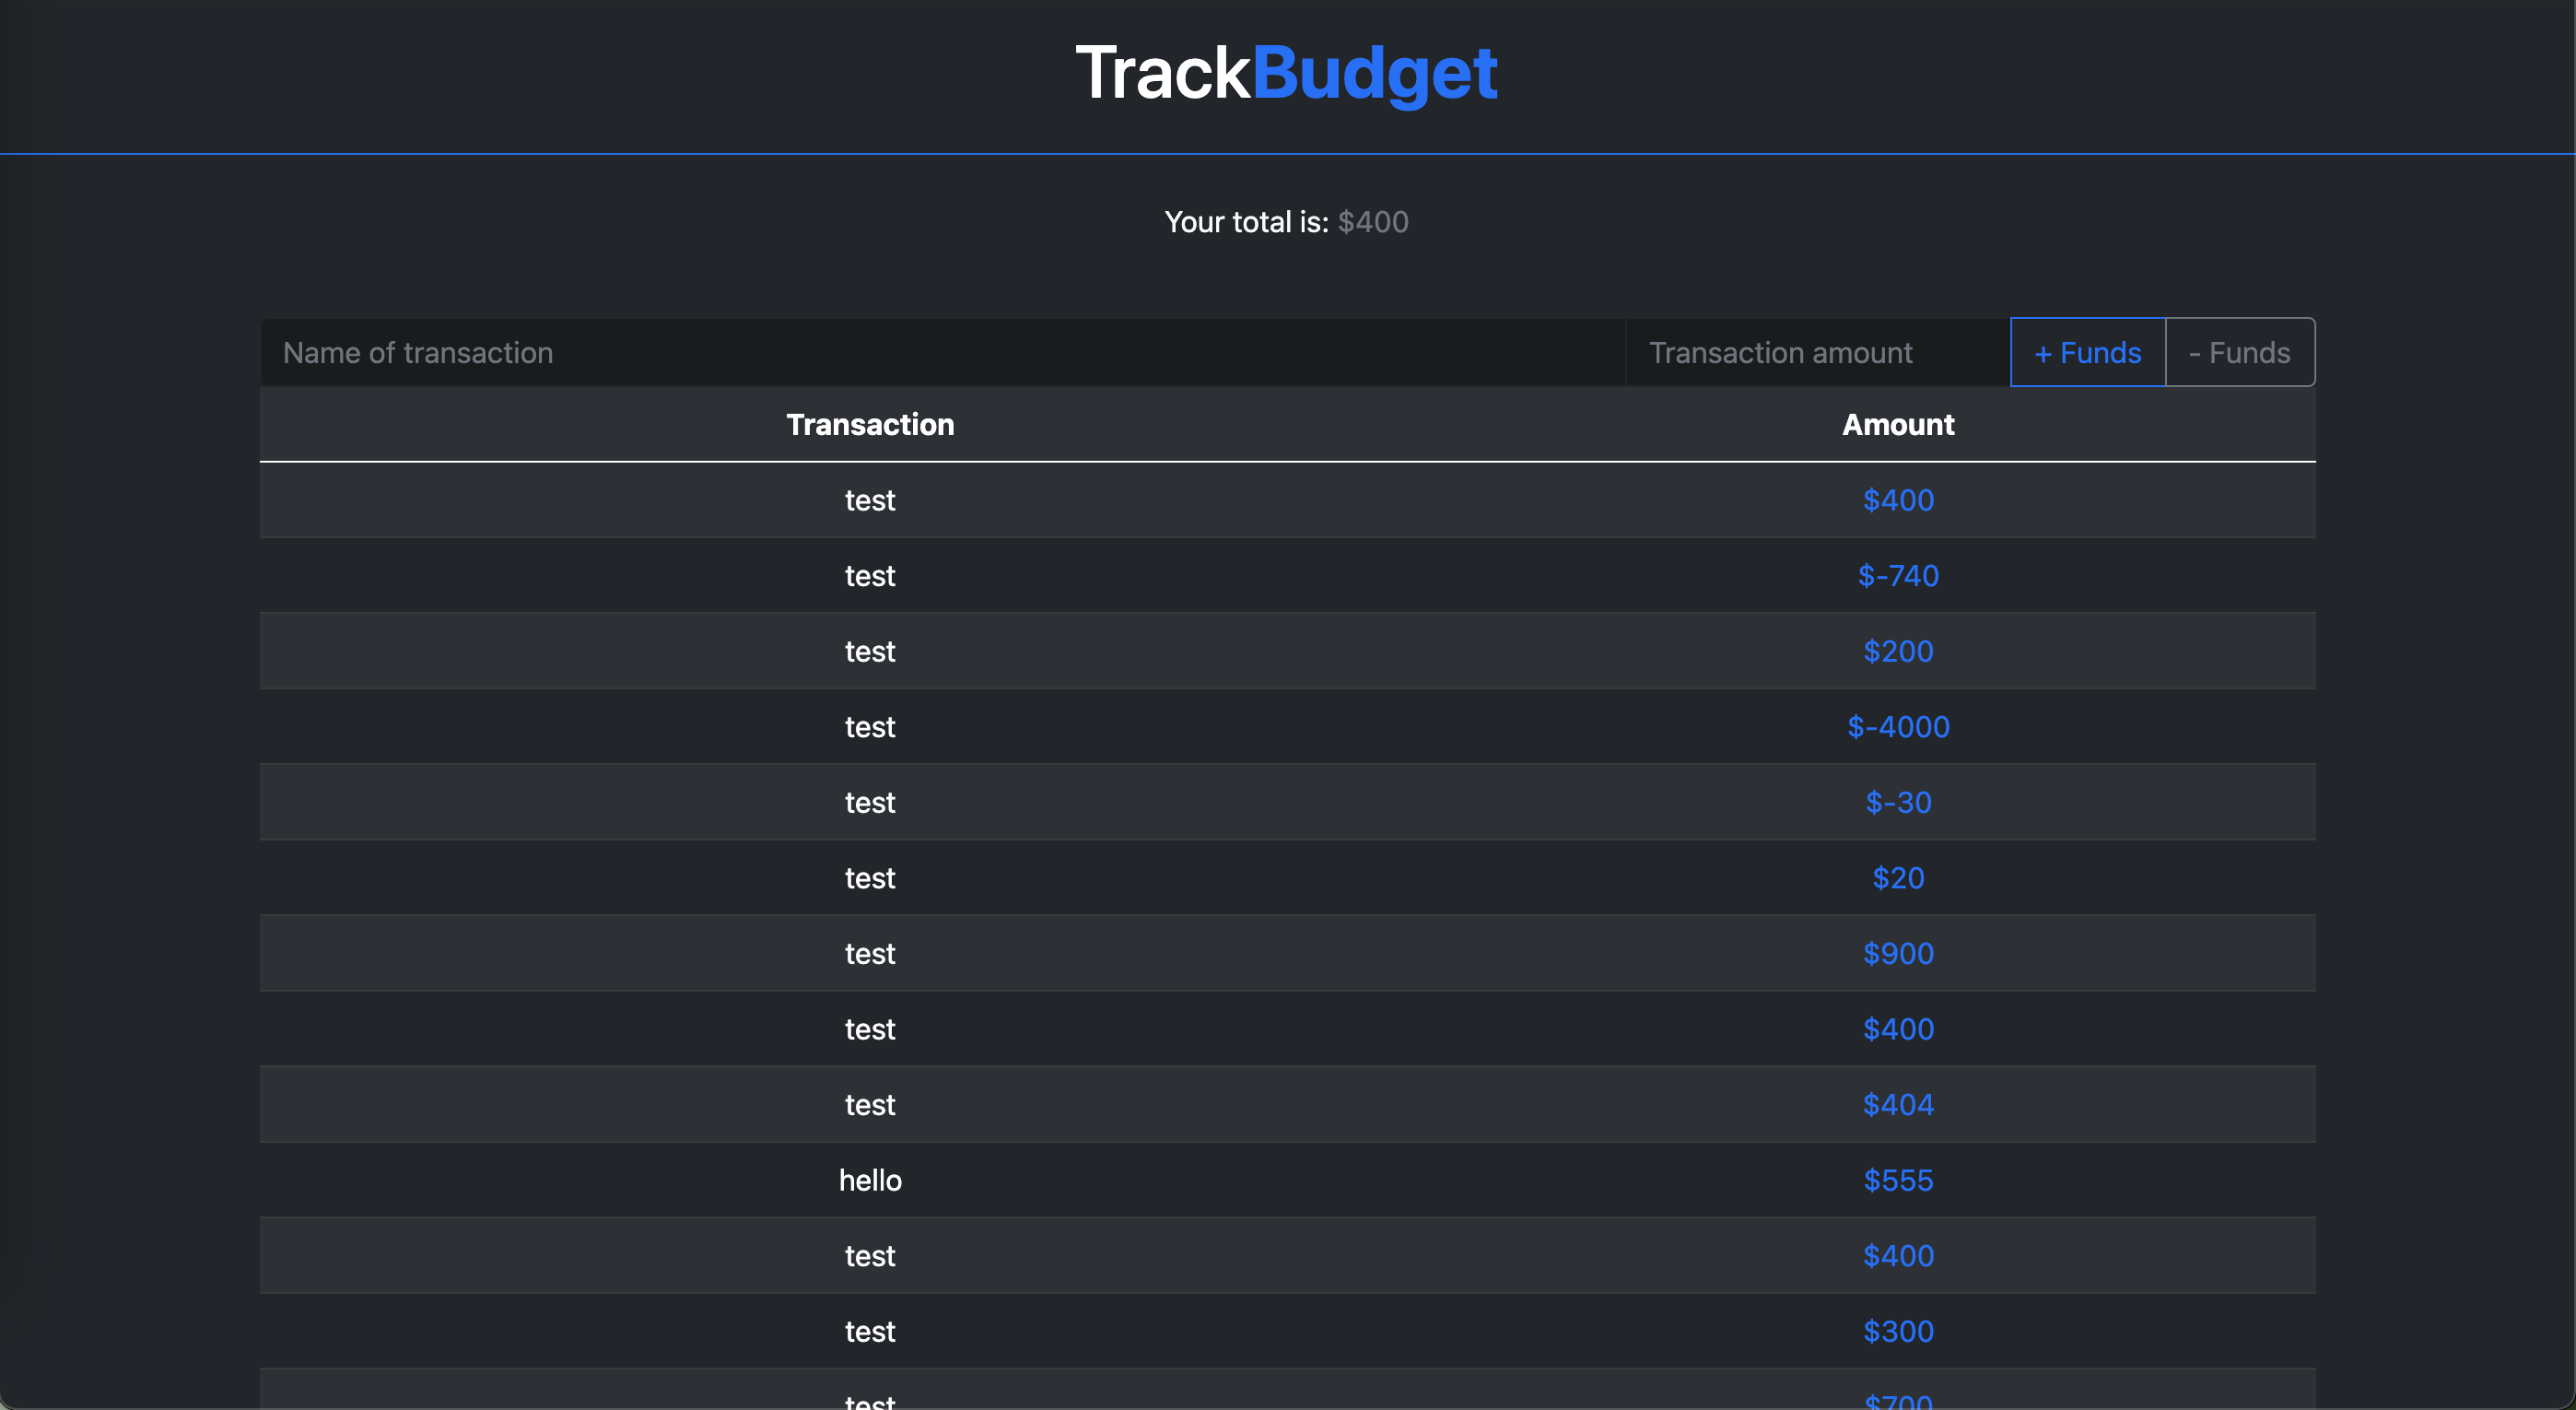 TrackBudget
Your total is: $400
Name of transaction Transaction amount + Funds - Funds
Transaction Amount
test $400
test $-740
test $200
test $-4000
test $-30
test $20
test $900
test $400
test $404
hello $555
test $400
test $300
test $700